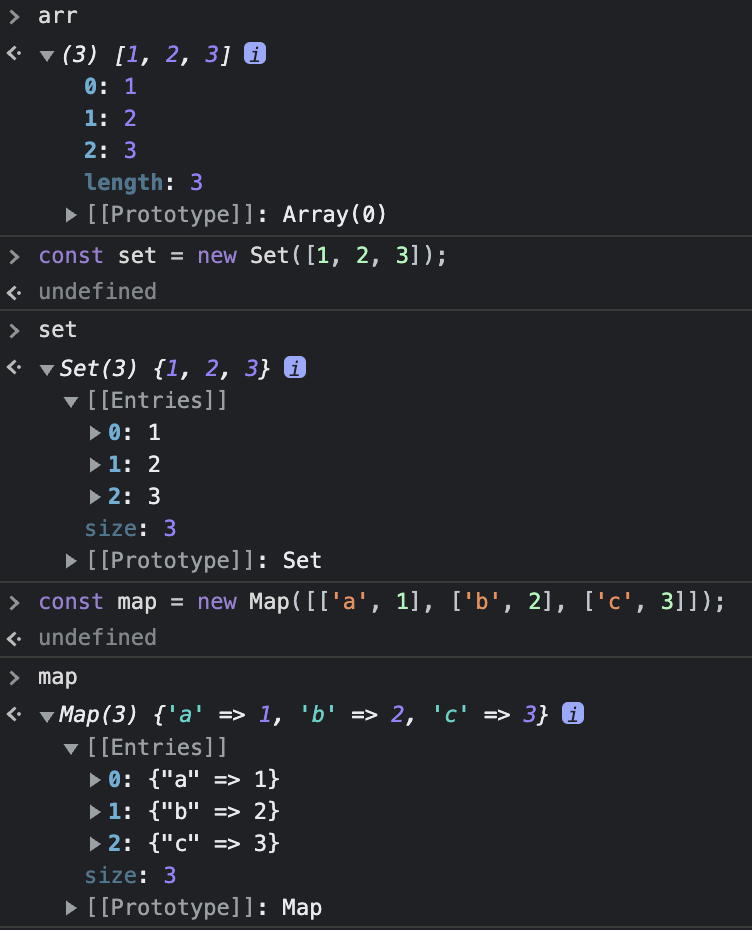 > arr
(3) [1, 2, 3] i
0: 1
1: 2
2: 3
length: 3
[[Prototype]]: Array(0)
> const set = new Set([1, 2, 3]);
undefined
> set
Set(3) {1, 2, 3} i
[[Entries]]
0: 1
1: 2
2: 3
size: 3
[[Prototype]]: Set
> const map = new Map([['a', 1], ['b', 2], ['c', 3]]);
undefined
> map
Map(3) {'a' => 1, 'b' => 2, 'c' => 3} i
[[Entries]]
0: {"a" => 1}
1: {"b" => 2}
2: {"c" => 3}
size: 3
[[Prototype]]: Map